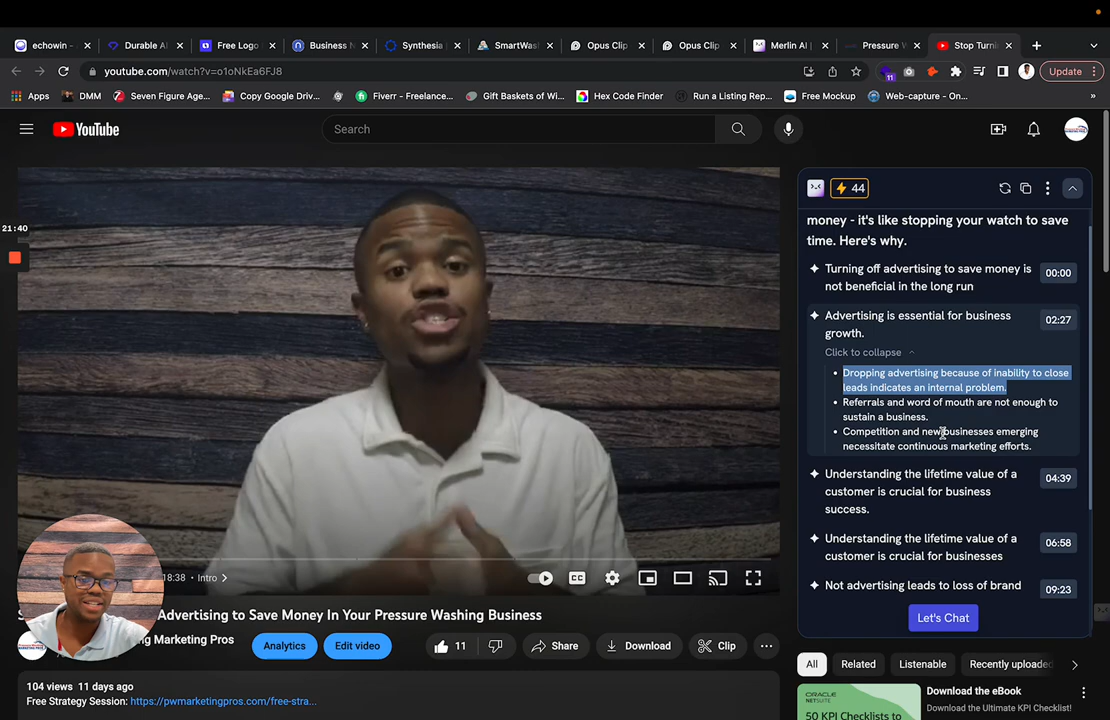 echowin -
Durable A
Free Logo
Business N
Synthesia
SmartWas
Opus Clip
Opus Clip
Merlin AI |
Pressure W
Stop Turni
youtube.com/watch?v=o1oNkEa6FJ8
11
Update
Apps
DMM
Seven Figure Age...
Copy Google Driv...
Fiverr - Freelance...
Gift Baskets of Wi...
Hex Code Finder
Run a Listing Rep...
Free Mockup
Web-capture - On...
»
YouTube
Search
21:40
44
money - it's like stopping your watch to save
time. Here's why.
Turning off advertising to save money is
not beneficial in the long run
00:00
Advertising is essential for business
growth.
02:27
Click to collapse
• Dropping advertising because of inability to close
leads indicates an internal problem.
• Referrals and word of mouth are not enough to
sustain a business.
• Competition and new businesses emerging
necessitate continuous marketing efforts.
Understanding the lifetime value of a
customer is crucial for business
success.
04:39
Understanding the lifetime value of a
customer is crucial for businesses
06:58
Not advertising leads to loss of brand
09:23
Let's Chat
18:38 • Intro
CC
Advertising to Save Money In Your Pressure Washing Business
ng Marketing Pros
Analytics
Edit video
11
Share
Download
Clip
104 views 11 days ago
Free Strategy Session: https://pwmarketingpros.com/free-stra...
All
Related
Listenable
Recently uploaded
ORACLE
NETSUITE
50 KPI Checklists to
Download the eBook
Download the Ultimate KPI Checklist!